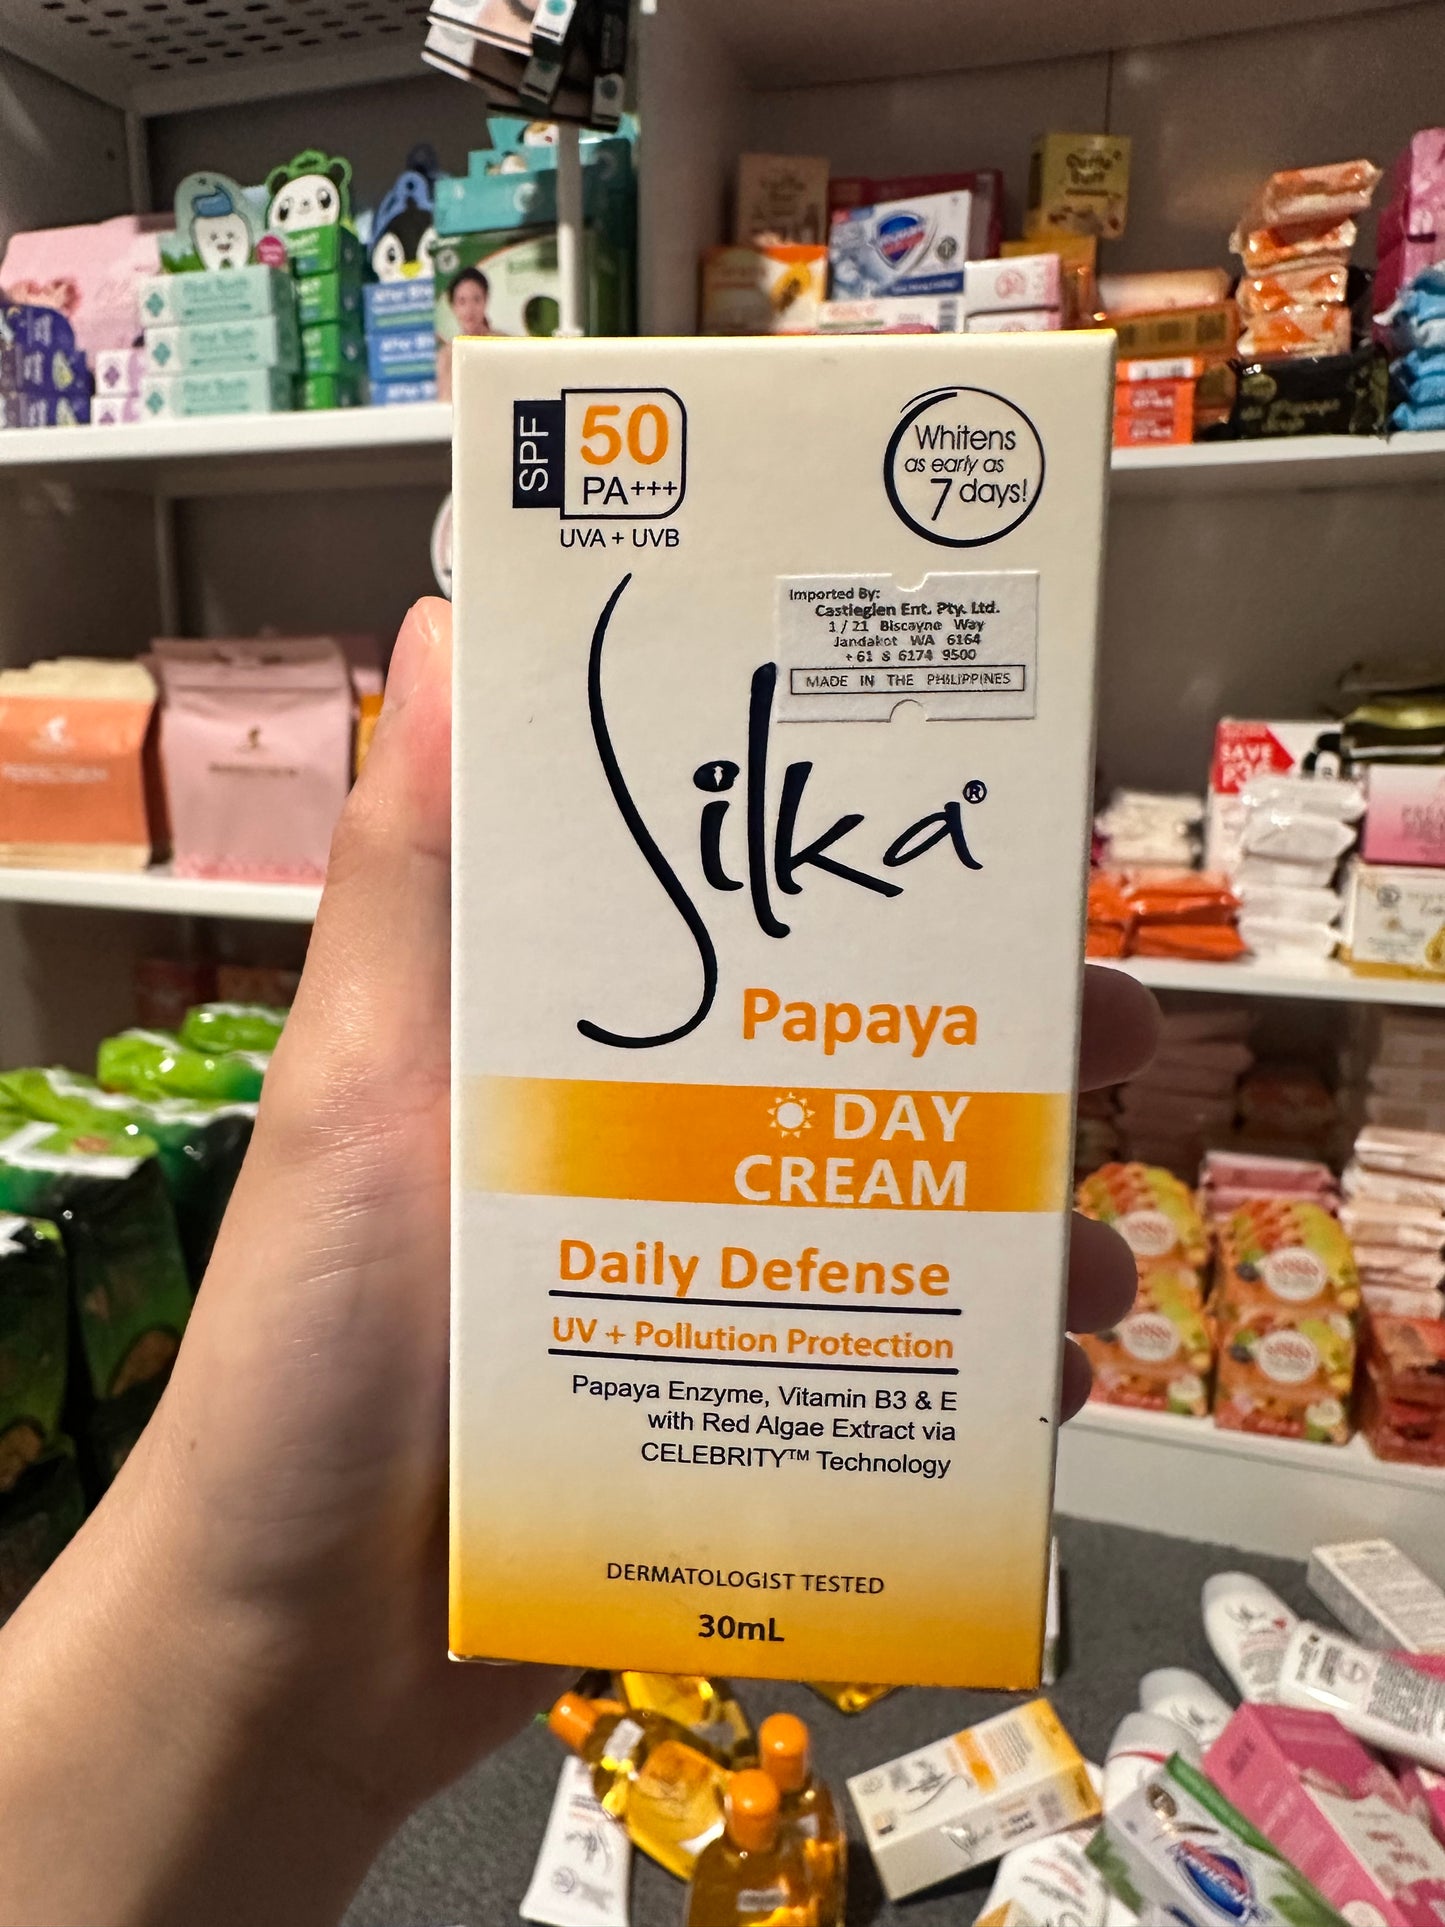 SPF
50
PA+++
UVA + UVB
Whitens
as early as
7 days!
Imported By:
Castleglen Ent. Pty. Ltd.
1 / 21 Biscayne Way
Jandakot WA 6164
+61 8 6174 9500
MADE IN THE PHILIPPINES
Silka®
Papaya
DAY
CREAM
Daily Defense
UV + Pollution Protection
Papaya Enzyme, Vitamin B3 & E
with Red Algae Extract via
CELEBRITY™ Technology
DERMATOLOGIST TESTED
30mL
SAVE